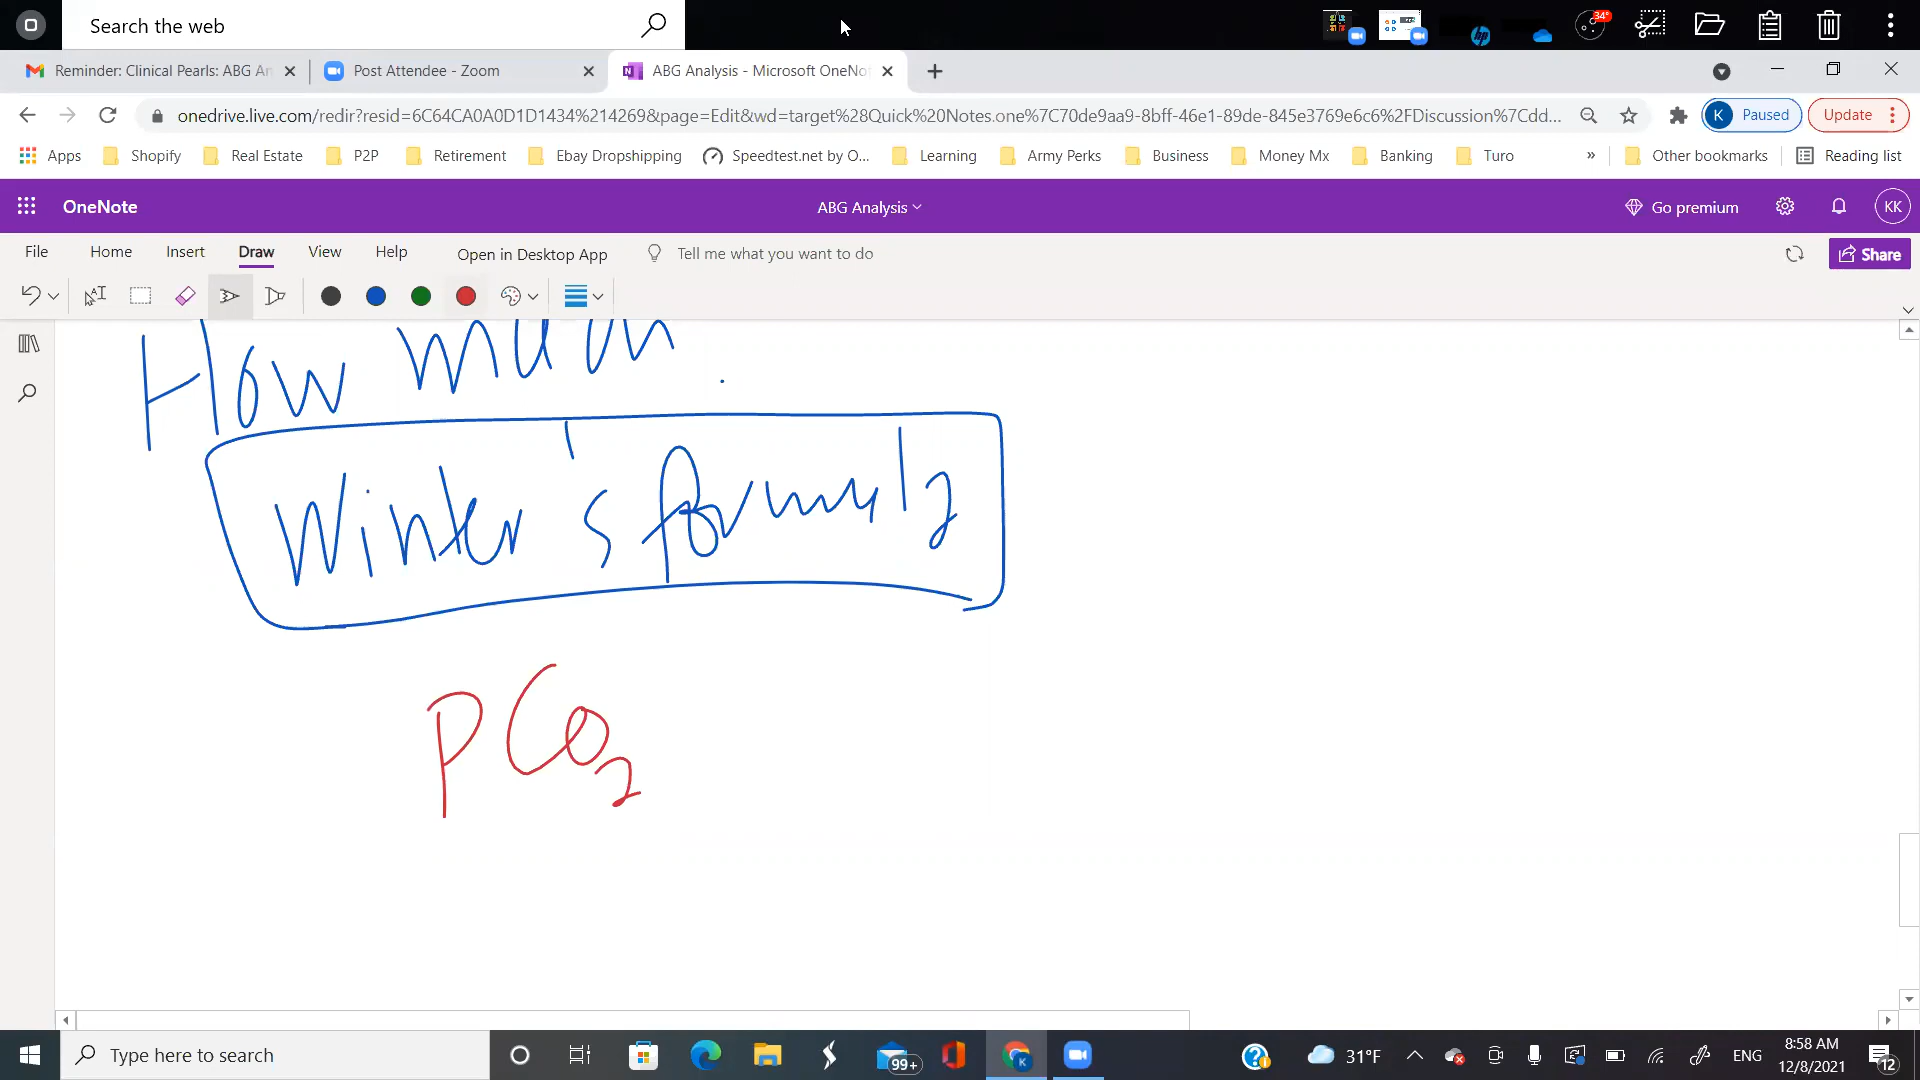 Search the web
34°
Reminder: Clinical Pearls: ABG An
Post Attendee - Zoom
ABG Analysis - Microsoft OneNo
onedrive.live.com/redir?resid=6C64CA0A0D1D1434%214269&page=Edit&wd=target%28Quick%20Notes.one%7C70de9aa9-8bff-46e1-89de-845e3769e6c6%2FDiscussion%7Cdd...
K Paused
Update
Apps Shopify Real Estate P2P Retirement Ebay Dropshipping Speedtest.net by O... Learning Army Perks Business Money Mx Banking Turo » Other bookmarks Reading list
OneNote ABG Analysis Go premium KK
File Home Insert Draw View Help Open in Desktop App Tell me what you want to do Share
How much
Winter's formula
PCO2
Type here to search 99+ K 31°F ENG 8:58 AM
12/8/2021 12